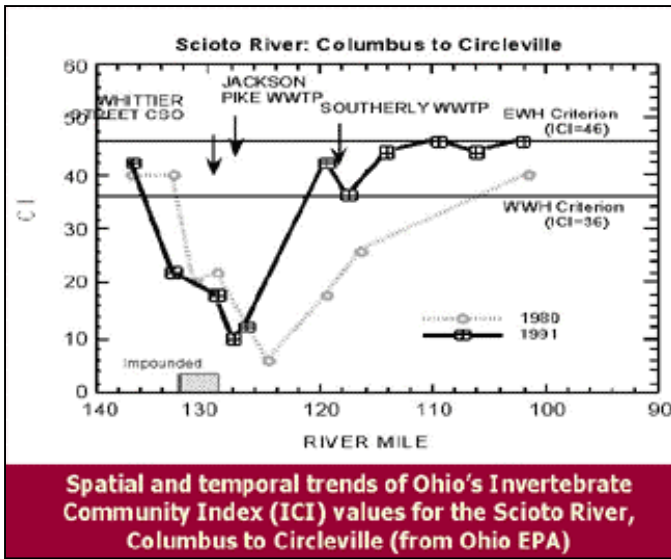 Scioto River: Columbus to Circleville
60
50
40
30
20
10
0
CI
WHITTIER
STREET CSO
JACKSON
PIKE WWTP
SOUTHERLY WWTP
EWH Criterion
(ICI=46)
WWH Criterion
(ICI=36)
1980
1991
Impounded
140 130 120 110 100 90
RIVER MILE
Spatial and temporal trends of Ohio's Invertebrate
Community Index (ICI) values for the Scioto River,
Columbus to Circleville (from Ohio EPA)